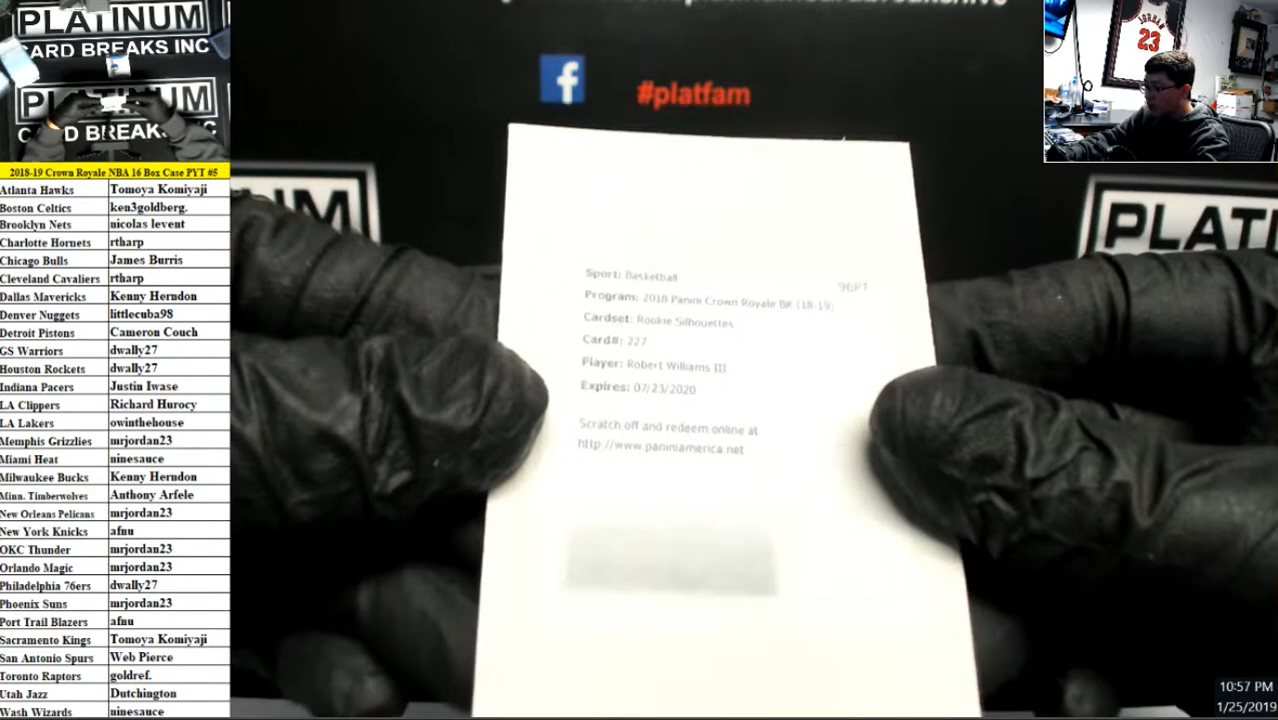 PLATINUM
CARD BREAKS INC
PLATINUM
CARD BREAKS INC
2018-19 Crown Royale NBA 16 Box Case PYT #5
Atlanta Hawks Tomoya Komiyaji
Boston Celtics ken3goldberg.
Brooklyn Nets nicolas levent
Charlotte Hornets rtharp
Chicago Bulls James Burris
Cleveland Cavaliers rtharp
Dallas Mavericks Kenny Herndon
Denver Nuggets littlecuba98
Detroit Pistons Cameron Couch
GS Warriors dwally27
Houston Rockets dwally27
Indiana Pacers Justin Iwase
LA Clippers Richard Hurocy
LA Lakers owinthehouse
Memphis Grizzlies mrjordan23
Miami Heat ninesauce
Milwaukee Bucks Kenny Herndon
Minn. Timberwolves Anthony Arfele
New Orleans Pelicans mrjordan23
New York Knicks afnu
OKC Thunder mrjordan23
Orlando Magic mrjordan23
Philadelphia 76ers dwally27
Phoenix Suns mrjordan23
Port Trail Blazers afnu
Sacramento Kings Tomoya Komiyaji
San Antonio Spurs Web Pierce
Toronto Raptors goldref.
Utah Jazz Dutchington
Wash Wizards ninesauce
f
#platfam
UM
PLATIN
Sport: Basketball
96PT
Program: 2018 Panini Crown Royale BK (18-19)
Cardset: Rookie Silhouettes
Card#: 227
Player: Robert Williams III
Expires: 07/23/2020
Scratch off and redeem online at
http://www.paniniamerica.net
JORDAN
23
10:57 PM
1/25/2019